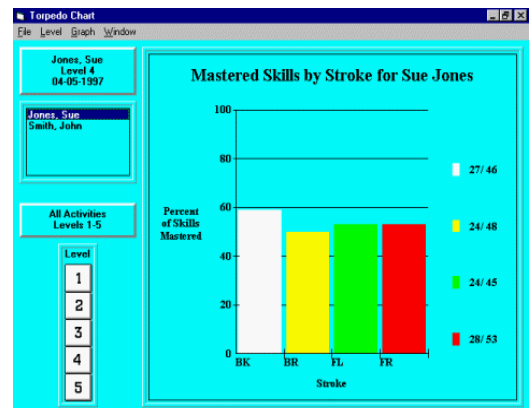 Torpedo Chart
File Level Graph Window
Jones, Sue
Level 4
04-05-1997
Jones, Sue
Smith, John
All Activities
Levels 1-5
Level
1
2
3
4
5
Mastered Skills by Stroke for Sue Jones
Percent
of Skills
Mastered
100
80
60
40
20
0
BK BR FL FR
Stroke
27/ 46
24/ 48
24/ 45
28/ 53